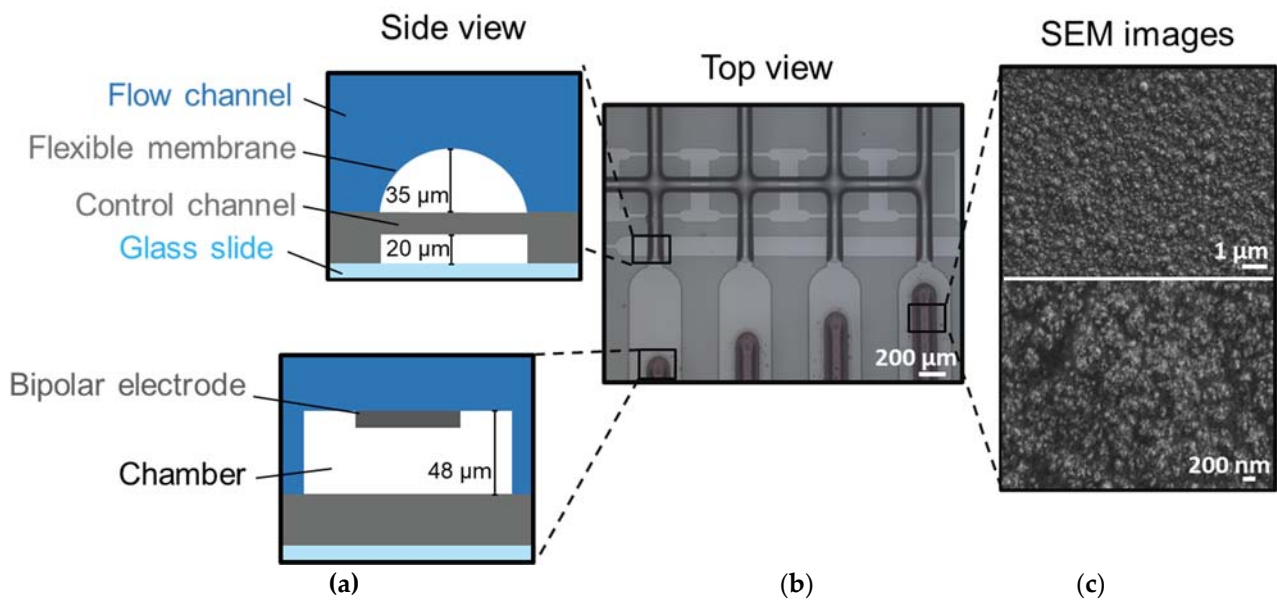 Side view
Top view
SEM images
Flow channel
Flexible membrane
Control channel
Glass slide
35 μm
20 μm
Bipolar electrode
Chamber
48 μm
200 μm
1 μm
200 nm
(a)
(b)
(c)